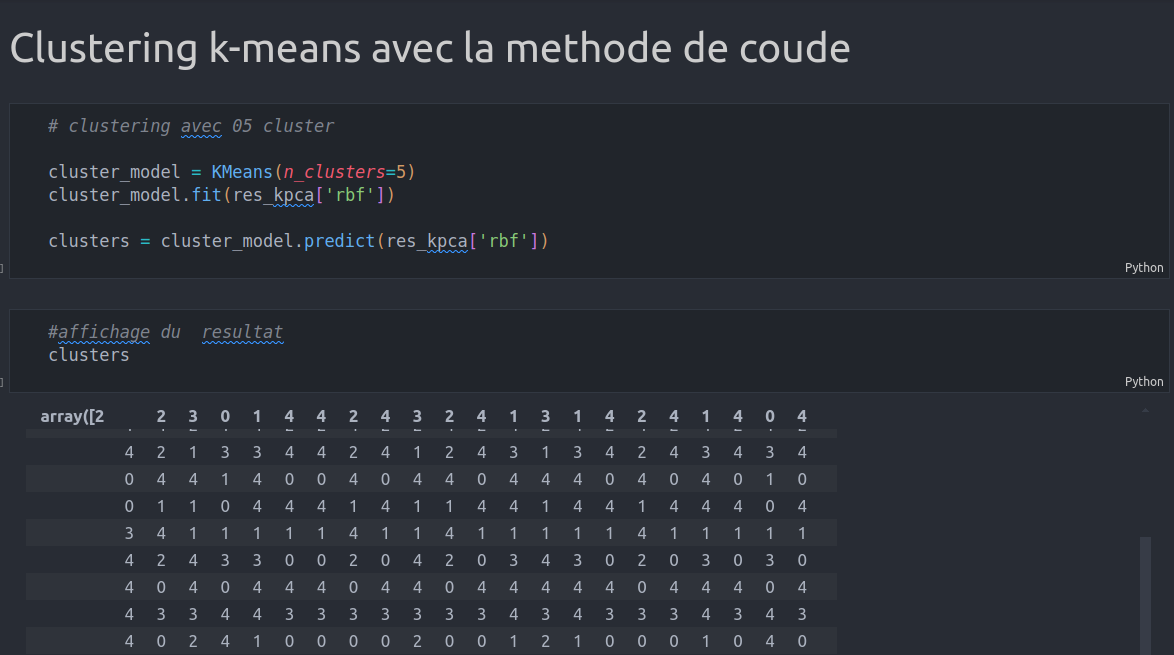 Clustering k-means avec la methode de coude
# clustering avec 05 cluster
cluster_model = KMeans(n_clusters=5)
cluster_model.fit(res_kpca['rbf'])
clusters = cluster_model.predict(res_kpca['rbf'])
Python
#affichage du  resultat
clusters
Python
array([2 2 3 0 1 4 4 2 4 3 2 4 1 3 1 4 2 4 1 4 0 4
4 2 1 3 3 4 4 2 4 1 2 4 3 1 3 4 2 4 3 4 3 4
0 4 4 1 4 0 0 4 0 4 4 0 4 4 4 0 4 0 4 0 1 0
0 1 1 0 4 4 4 1 4 1 1 4 4 1 4 4 1 4 4 4 0 4
3 4 1 1 1 1 1 4 1 1 4 1 1 1 1 1 4 1 1 1 1 1
4 2 4 3 3 0 0 2 0 4 2 0 3 4 3 0 2 0 3 0 3 0
4 0 4 0 4 4 4 0 4 4 0 4 4 4 4 4 0 4 4 4 0 4
4 3 3 4 4 3 3 3 3 3 3 3 4 3 4 3 3 3 4 3 4 3
4 0 2 4 1 0 0 0 0 2 0 0 1 2 1 0 0 0 1 0 4 0